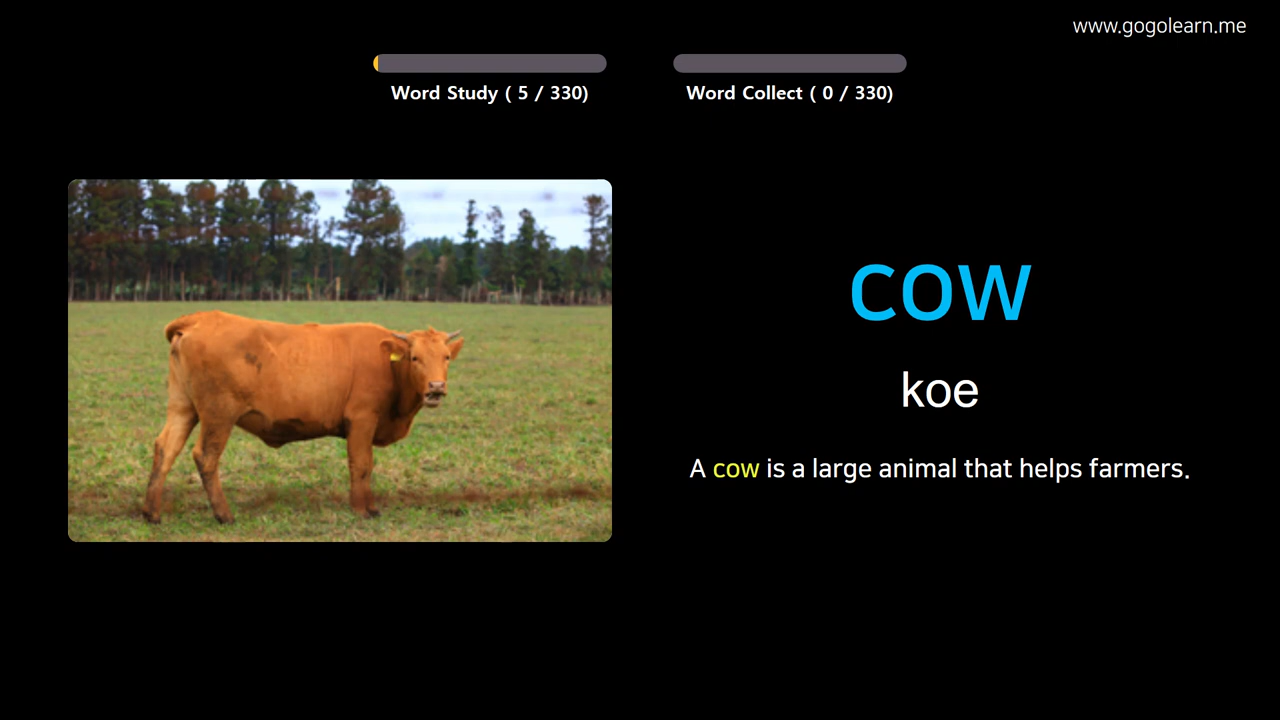 www.gogolearn.me
Word Study ( 5 / 330)
Word Collect ( 0 / 330)
cow
koe
A cow is a large animal that helps farmers.